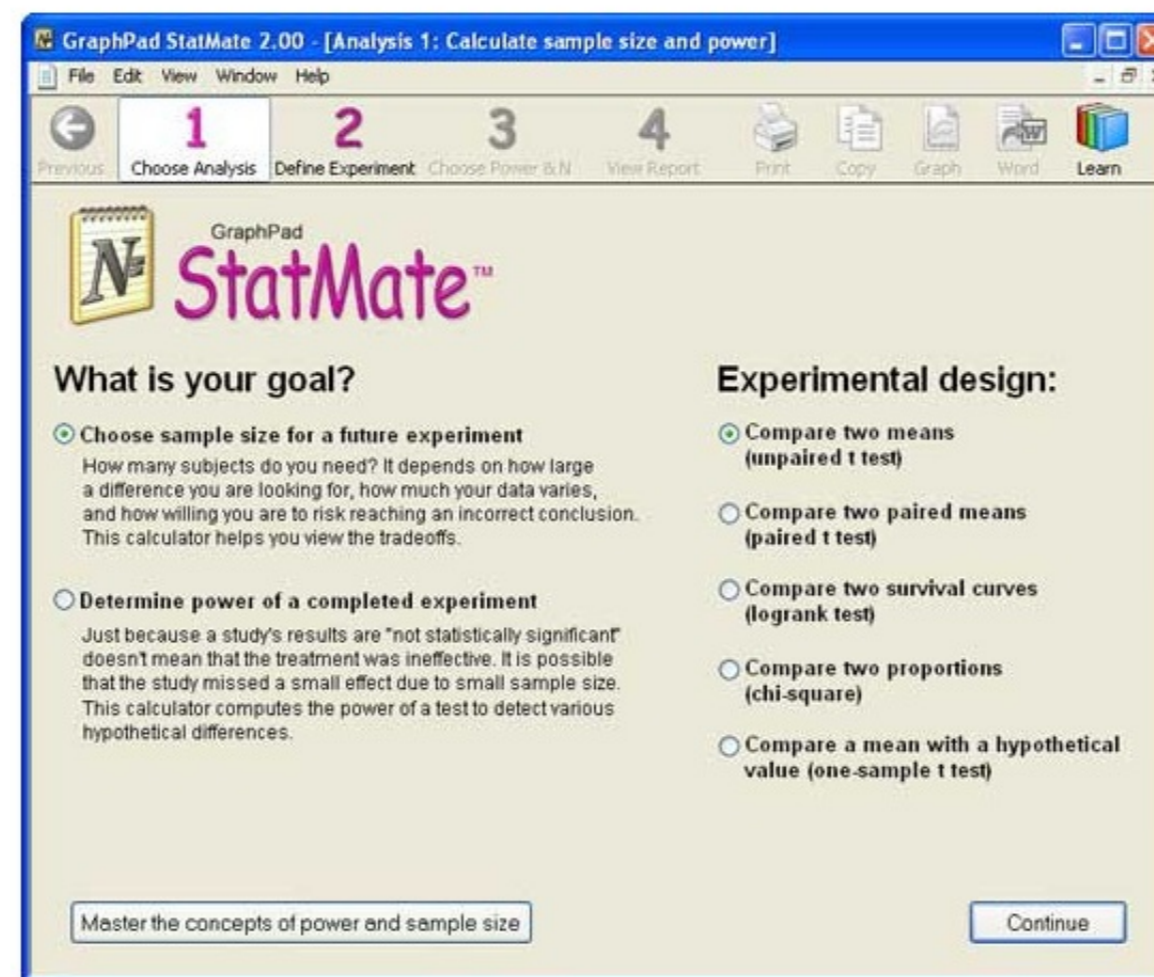 GraphPad StatMate 2.00 - [Analysis 1: Calculate sample size and power]
File Edit View Window Help
1 2 3 4
Previous Choose Analysis Define Experiment Choose Power & N View Report Print Copy Graph Word Learn
N=
GraphPad
StatMate™
What is your goal?
Choose sample size for a future experiment
How many subjects do you need? It depends on how large
a difference you are looking for, how much your data varies,
and how willing you are to risk reaching an incorrect conclusion.
This calculator helps you view the tradeoffs.
Determine power of a completed experiment
Just because a study's results are "not statistically significant"
doesn't mean that the treatment was ineffective. It is possible
that the study missed a small effect due to small sample size.
This calculator computes the power of a test to detect various
hypothetical differences.
Experimental design:
Compare two means
(unpaired t test)
Compare two paired means
(paired t test)
Compare two survival curves
(logrank test)
Compare two proportions
(chi-square)
Compare a mean with a hypothetical
value (one-sample t test)
Master the concepts of power and sample size
Continue